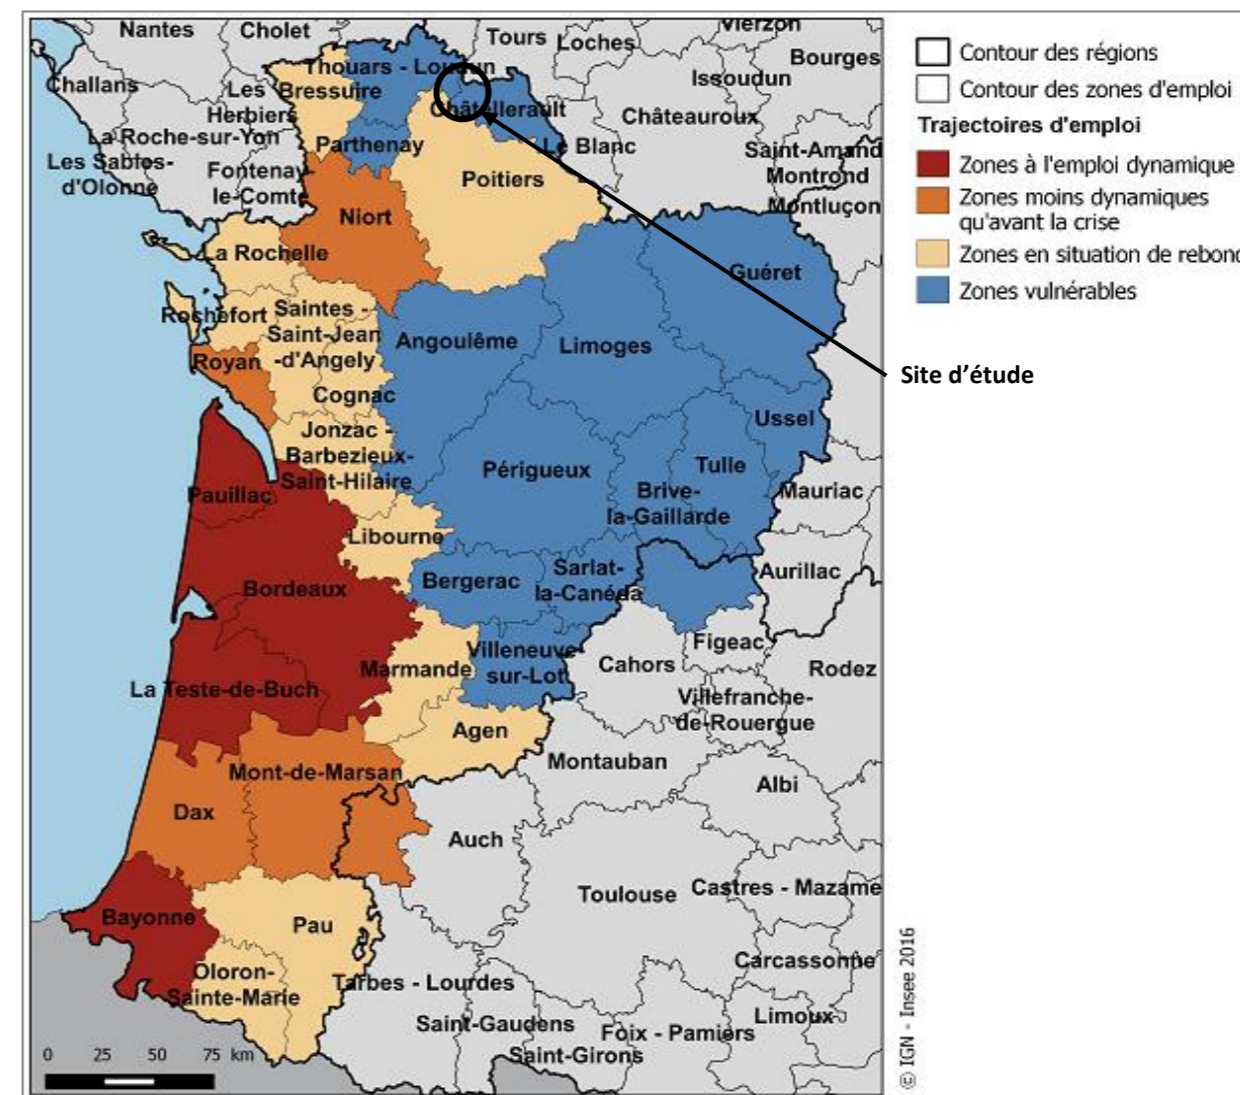 Nantes
Cholet
Tours
Loches
Vierzon
Bourges
Issoudun
Challans
Les
Herbiers
Bressuire
Thouars - Loudun
Châtellerault
Châteauroux
La Roche-sur-Yon
Parthenay
Le Blanc
Saint-Amand
Montrond
Les Sables-
d'Olonne
Fontenay-
le-Comte
Poitiers
Montluçon
Niort
La Rochelle
Guéret
Rochefort
Saintes -
Saint-Jean
-d'Angely
Angoulême
Limoges
Royan
Cognac
Ussel
Jonzac -
Barbezieux-
Saint-Hilaire
Périgueux
Tulle
Pauillac
Brive-
la-Gaillarde
Mauriac
Libourne
Bergerac
Sarlat-
la-Canéda
Aurillac
Bordeaux
Figeac
Villeneuve-
sur-Lot
Marmande
Cahors
Rodez
La Teste-de-Buch
Villefranche-
de-Rouergue
Agen
Montauban
Mont-de-Marsan
Albi
Dax
Auch
Toulouse
Castres - Mazame
Bayonne
Pau
Carcassonne
Oloron-
Sainte-Marie
Tarbes - Lourdes
Saint-Gaudens
Foix - Pamiers
Limoux
Saint-Girons
0 25 50 75 km
Contour des régions
Contour des zones d'emploi
Trajectoires d'emploi
Zones à l'emploi dynamique
Zones moins dynamiques
qu'avant la crise
Zones en situation de rebond
Zones vulnérables
Site d'étude
© IGN - Insee 2016